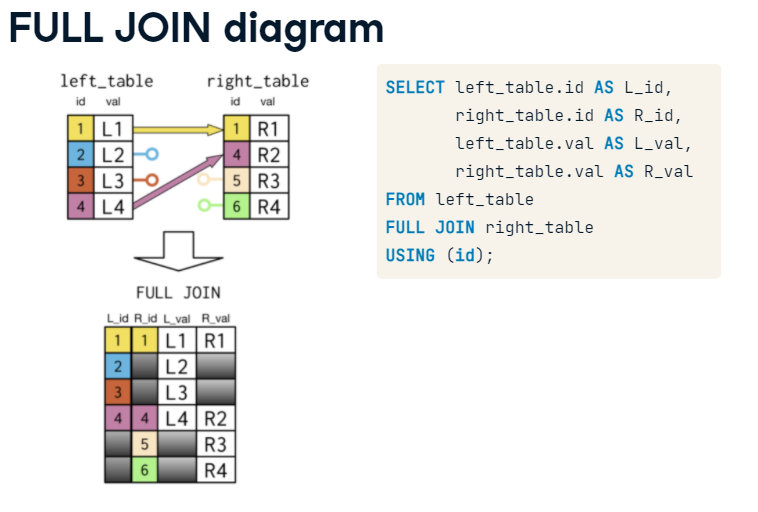 FULL JOIN diagram
left_table right_table
id val id val
1 L1 1 R1
2 L2 4 R2
3 L3 5 R3
4 L4 6 R4
FULL JOIN
L_id R_id L_val R_val
1 1 L1 R1
2 L2
3 L3
4 4 L4 R2
5 R3
6 R4
SELECT left_table.id AS L_id,
right_table.id AS R_id,
left_table.val AS L_val,
right_table.val AS R_val
FROM left_table
FULL JOIN right_table
USING (id);